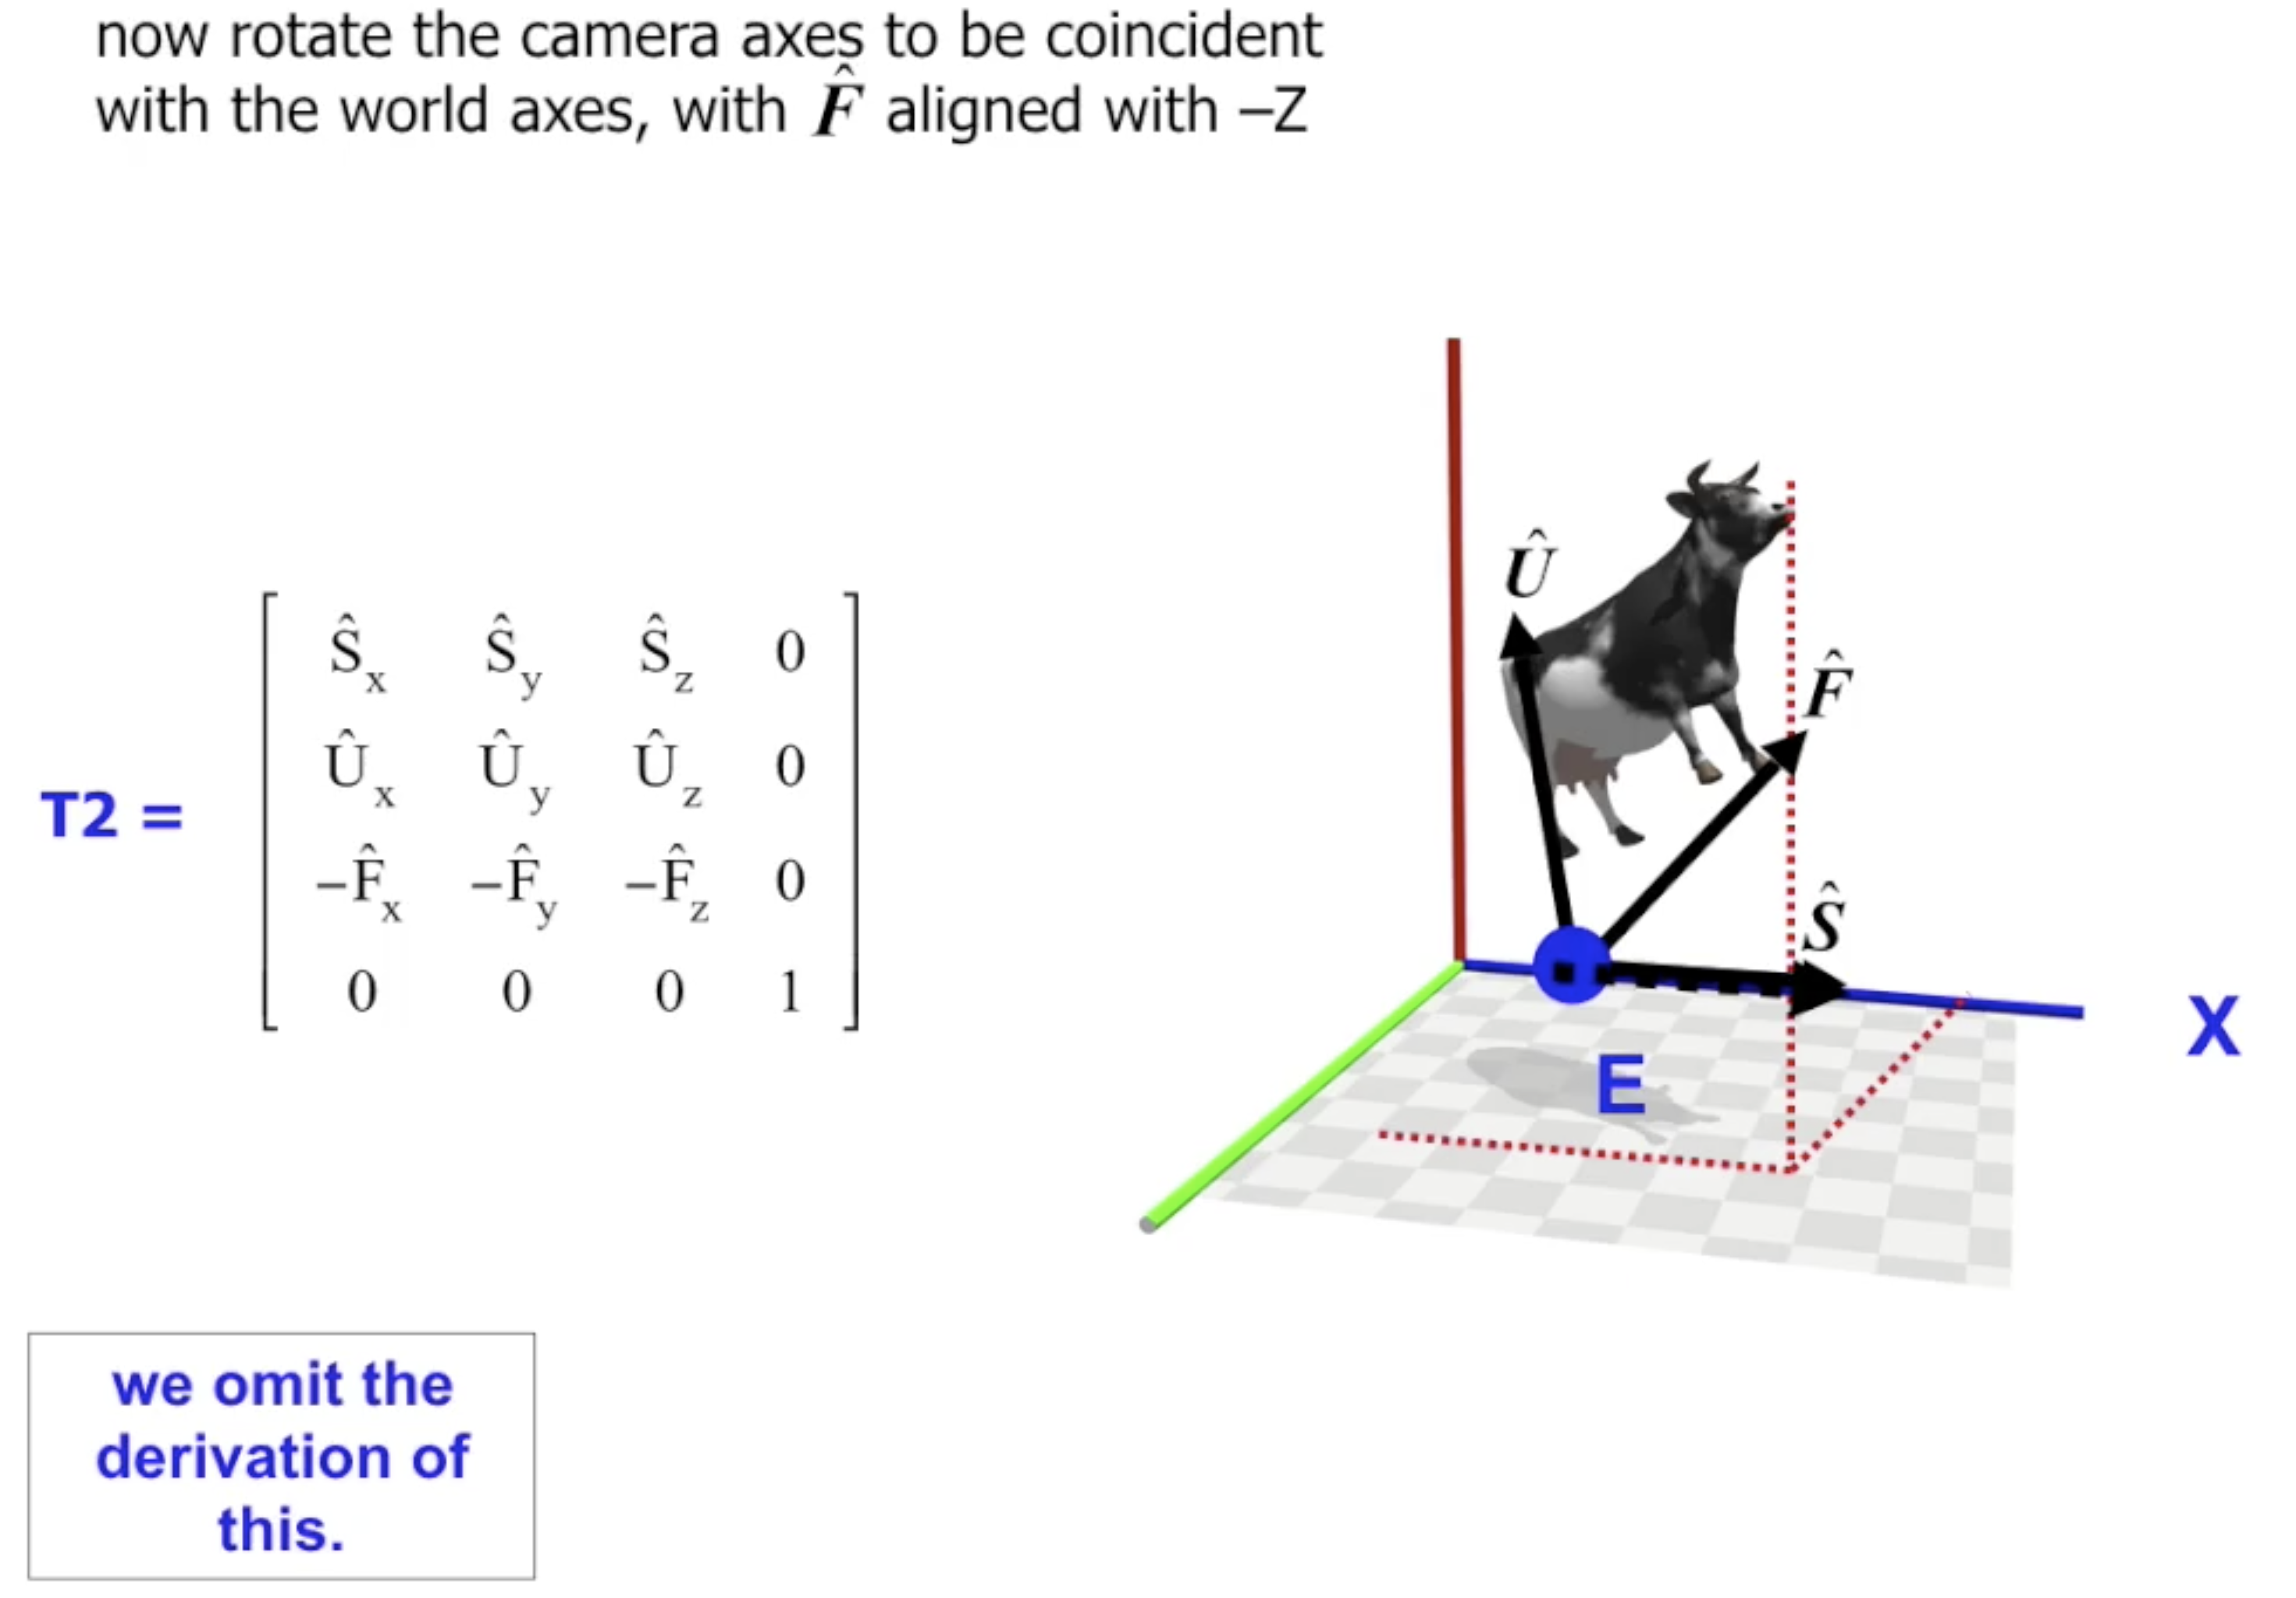 now rotate the camera axes to be coincident
with the world axes, with F̂ aligned with –Z
T2 =
Ŝx Ŝy Ŝz 0
Ûx Ûy Ûz 0
–F̂x –F̂y –F̂z 0
0 0 0 1
Û
F̂
Ŝ
E
X
we omit the
derivation of
this.